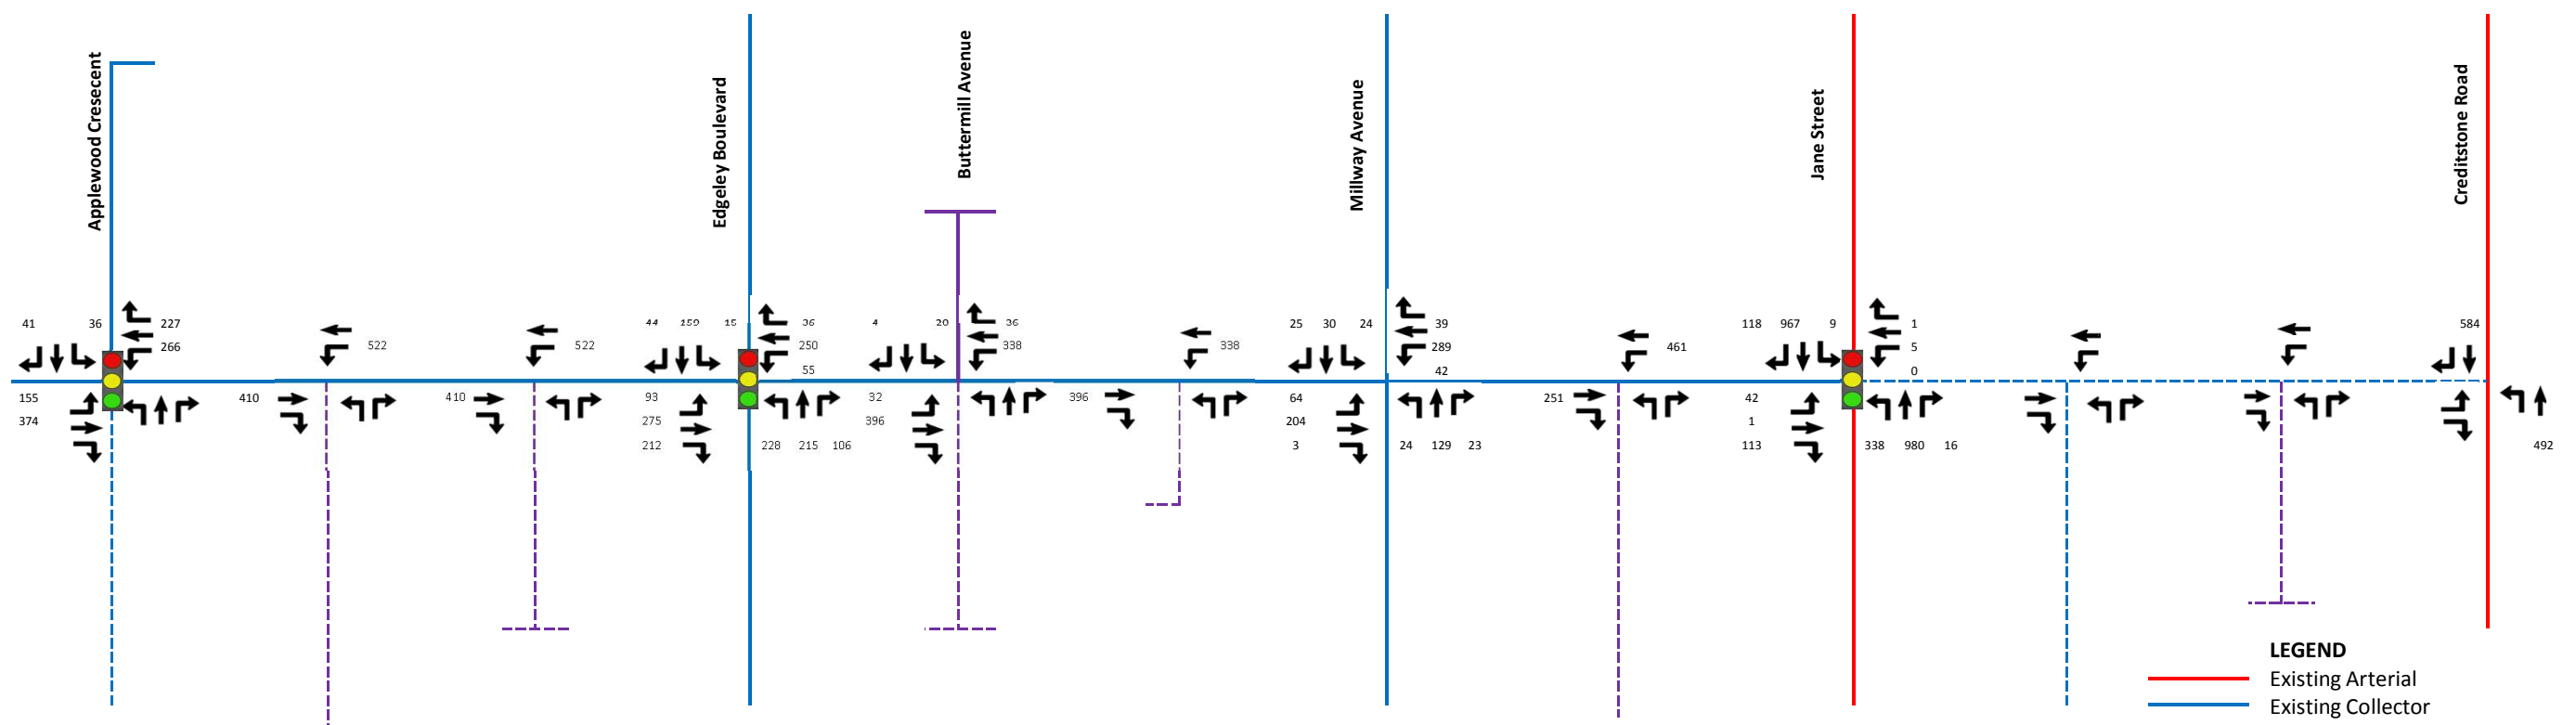 Applewood Cresecent
Edgeley Boulevard
Buttermill Avenue
Millway Avenue
Jane Street
Creditstone Road
41 36 227
266
155
374
410 522
410 522
44 159 15 36
250
55
93
275
212 228 215 106
4 20 36
338
32
396
396 338
25 30 24 39
289
42
64
204
3 24 129 23
251 461
118 967 9 1
5
0
42
1
113 338 980 16
584
492
LEGEND
Existing Arterial
Existing Collector